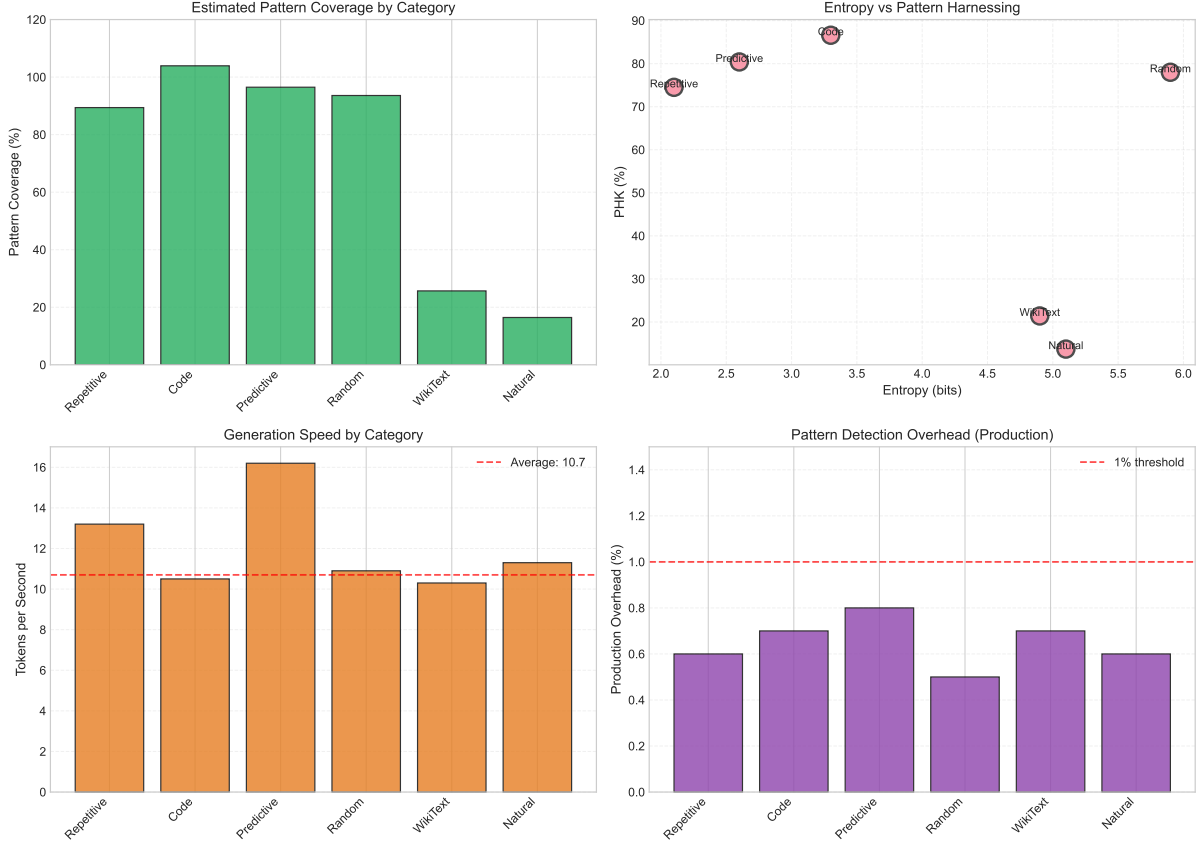 Estimated Pattern Coverage by Category
Pattern Coverage (%)
120
100
80
60
40
20
0
Repetitive
Code
Predictive
Random
WikiText
Natural
Entropy vs Pattern Harnessing
PHK (%)
90
80
70
60
50
40
30
20
Code
Predictive
Repetitive
Random
WikiText
Natural
2.0
2.5
3.0
3.5
4.0
4.5
5.0
5.5
6.0
Entropy (bits)
Generation Speed by Category
Tokens per Second
Average: 10.7
16
14
12
10
8
6
4
2
0
Repetitive
Code
Predictive
Random
WikiText
Natural
Pattern Detection Overhead (Production)
Production Overhead (%)
1% threshold
1.4
1.2
1.0
0.8
0.6
0.4
0.2
0.0
Repetitive
Code
Predictive
Random
WikiText
Natural